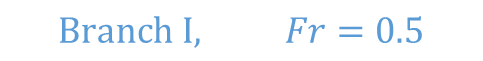 Branch I, Fr = 0.5